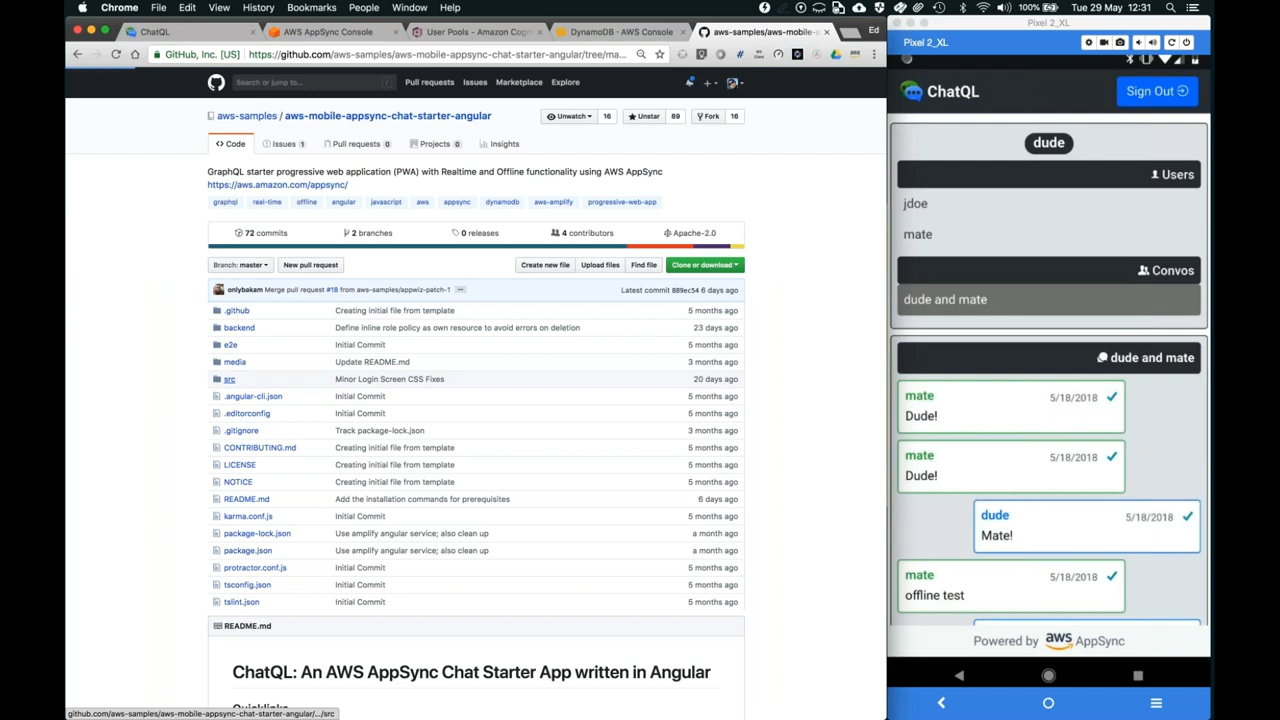 Chrome File Edit View History Bookmarks People Window Help
100% Tue 29 May 12:31
ChatQL
AWS AppSync Console
User Pools - Amazon Cog
DynamoDB · AWS Console
aws-samples/aws-mobile-a
Ed
GitHub, Inc. [US] https://github.com/aws-samples/aws-mobile-appsync-chat-starter-angular/tree/ma...
Search or jump to... /
Pull requests Issues Marketplace Explore
aws-samples / aws-mobile-appsync-chat-starter-angular
Unwatch 16 Unstar 89 Fork 16
Code Issues 1 Pull requests 0 Projects 0 Insights
GraphQL starter progressive web application (PWA) with Realtime and Offline functionality using AWS AppSync
https://aws.amazon.com/appsync/
graphql real-time offline angular javascript aws appsync dynamodb aws-amplify progressive-web-app
72 commits 2 branches 0 releases 4 contributors Apache-2.0
Branch: master New pull request Create new file Upload files Find file Clone or download
onlybakam Merge pull request #18 from aws-samples/appwiz-patch-1 ... Latest commit 889ec54 6 days ago
.github Creating initial file from template 5 months ago
backend Define inline role policy as own resource to avoid errors on deletion 23 days ago
e2e Initial Commit 5 months ago
media Update README.md 3 months ago
src Minor Login Screen CSS Fixes 20 days ago
.angular-cli.json Initial Commit 5 months ago
.editorconfig Initial Commit 5 months ago
.gitignore Track package-lock.json 3 months ago
CONTRIBUTING.md Creating initial file from template 5 months ago
LICENSE Creating initial file from template 5 months ago
NOTICE Creating initial file from template 5 months ago
README.md Add the installation commands for prerequisites 6 days ago
karma.conf.js Initial Commit 5 months ago
package-lock.json Use amplify angular service; also clean up a month ago
package.json Use amplify angular service; also clean up a month ago
protractor.conf.js Initial Commit 5 months ago
tsconfig.json Initial Commit 5 months ago
tslint.json Initial Commit 5 months ago
README.md
ChatQL: An AWS AppSync Chat Starter App written in Angular
Quicklinks
github.com/aws-samples/aws-mobile-appsync-chat-starter-angular/.../src
Pixel 2_XL
Pixel 2_XL
ChatQL Sign Out
dude
Users
jdoe
mate
Convos
dude and mate
dude and mate
mate 5/18/2018
Dude!
mate 5/18/2018
Dude!
dude 5/18/2018
Mate!
mate 5/18/2018
offline test
Powered by aws AppSync